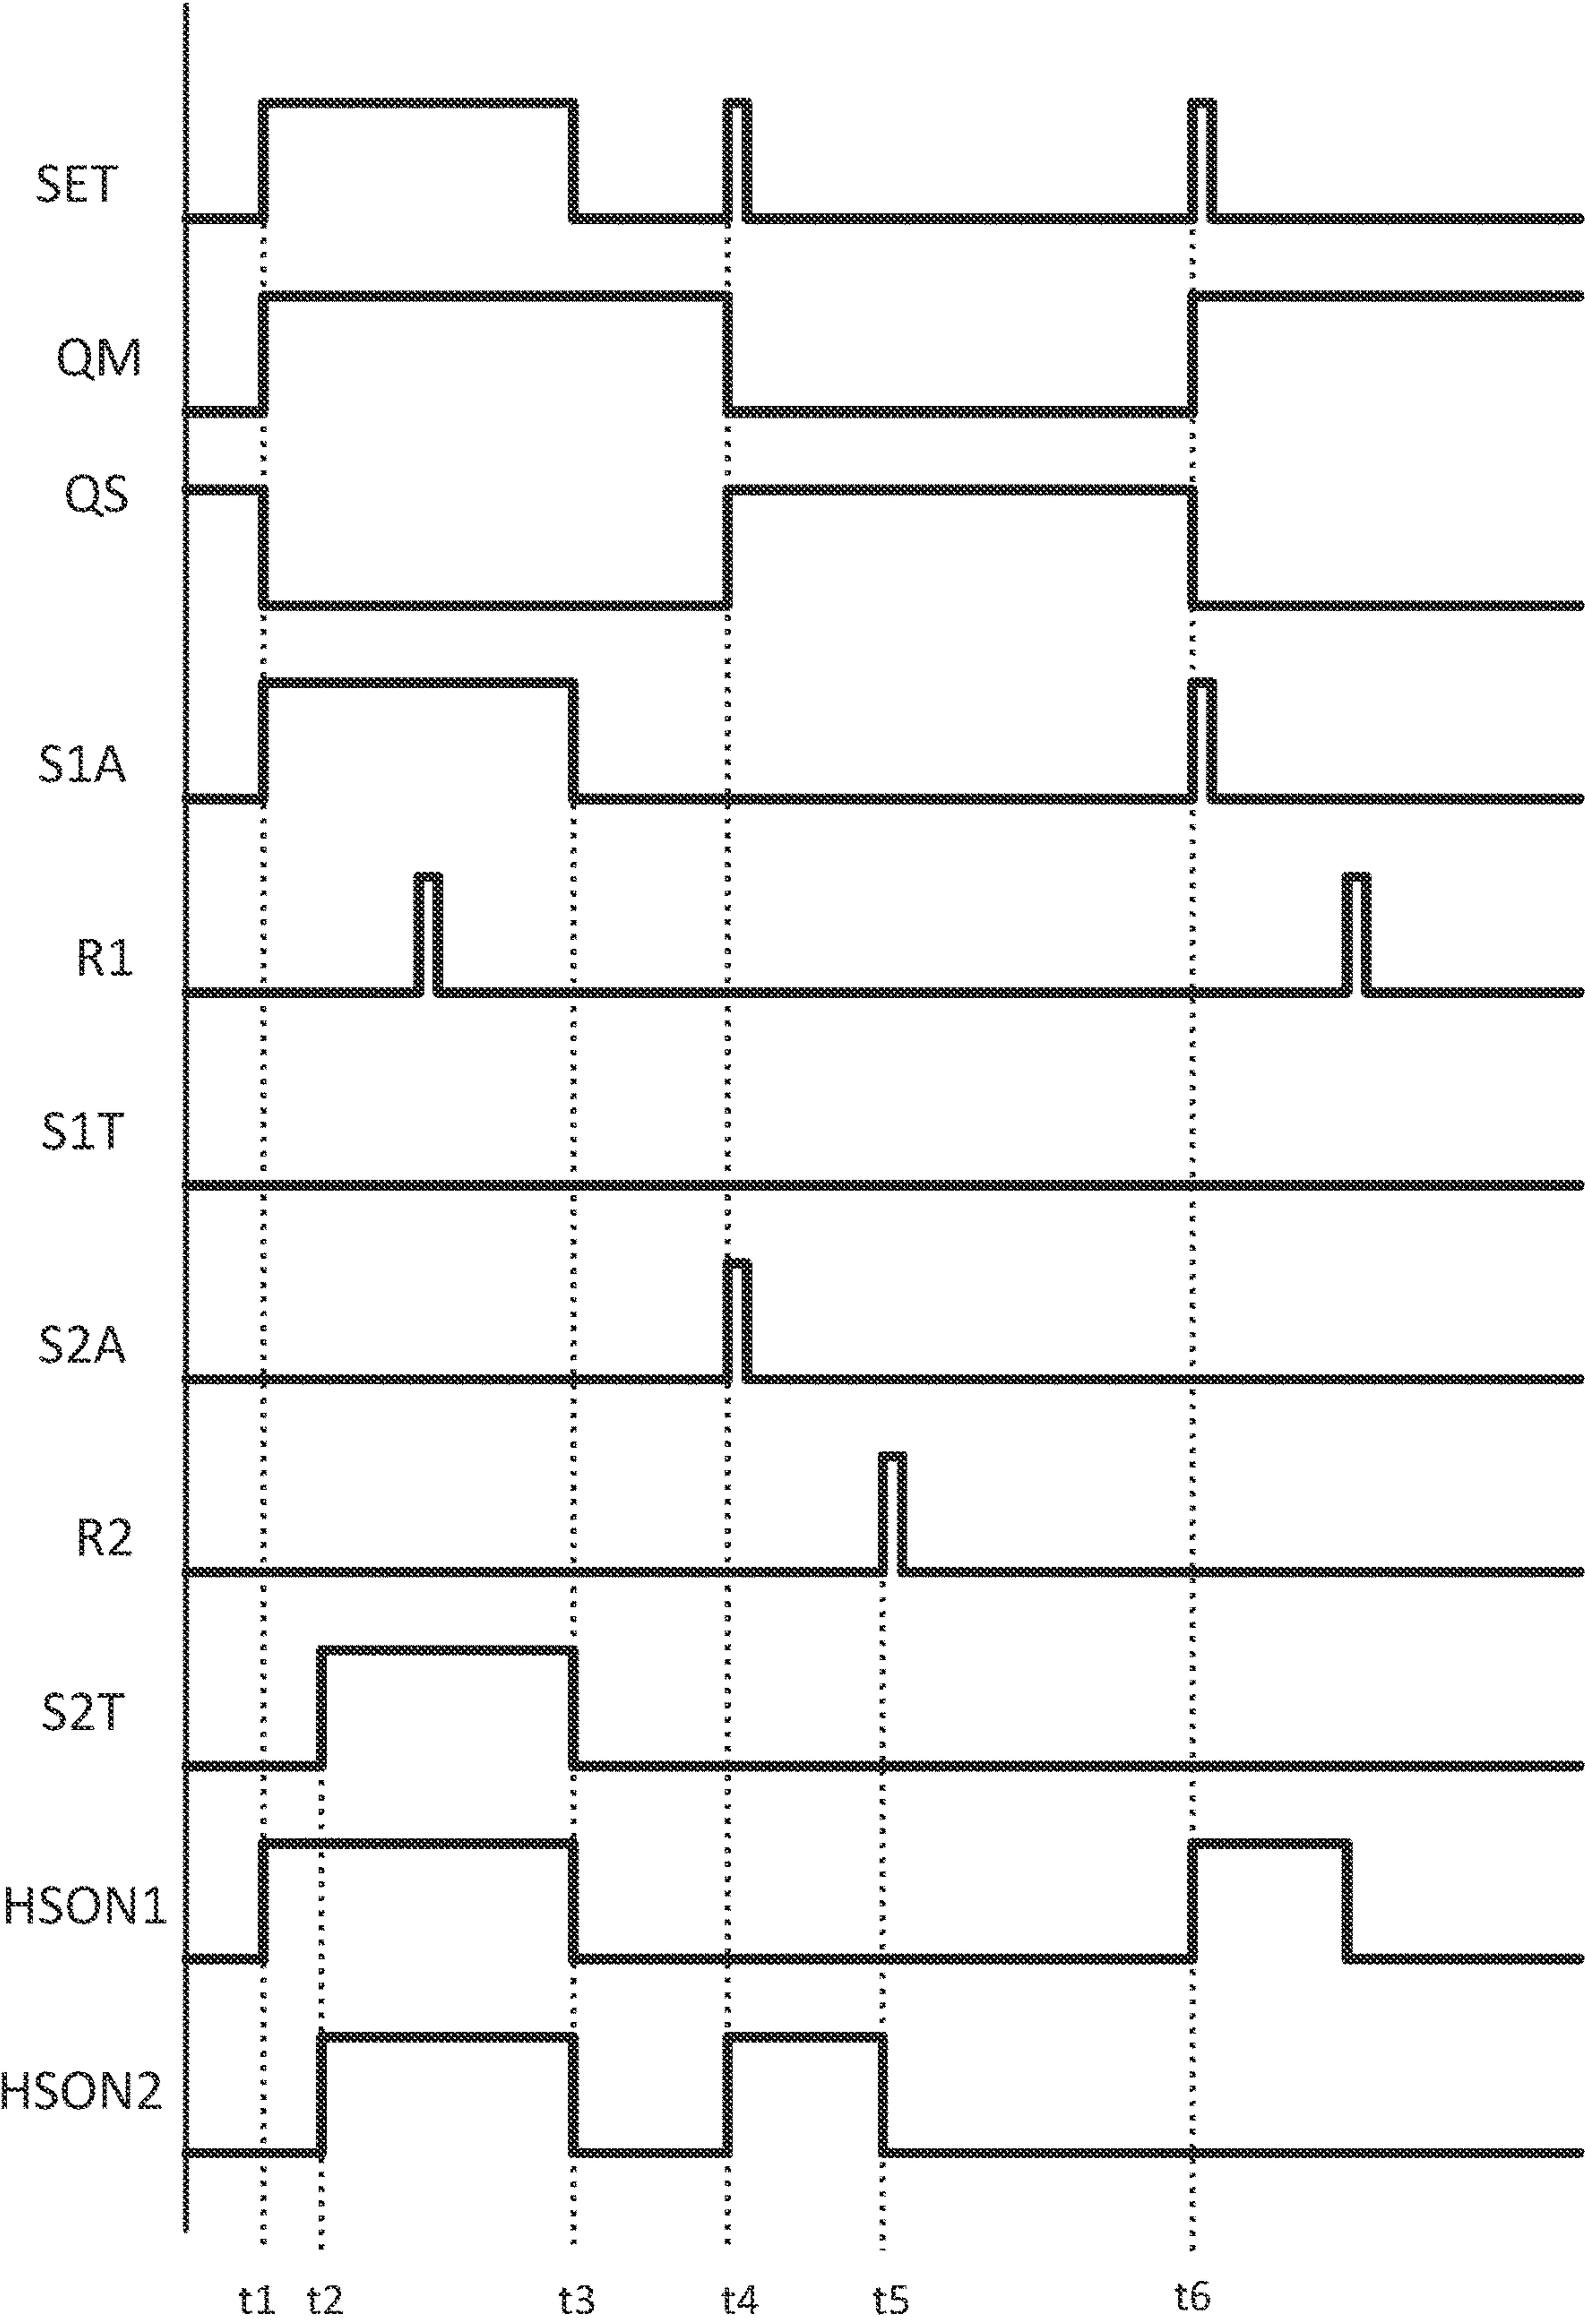 SET
QM
QS
S1A
R1
S1T
S2A
R2
S2T
HSON1
HSON2
t1 t2 t3 t4 t5 t6